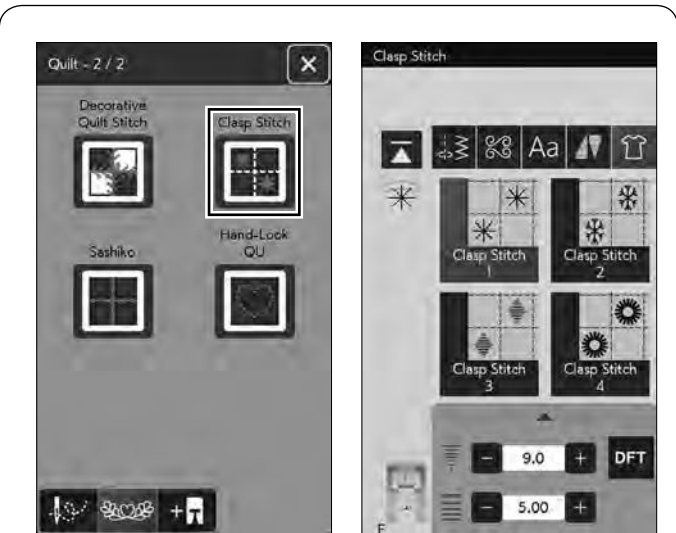 Quilt - 2 / 2
Decorative
Quilt Stitch
Clasp Stitch
Sashiko
Hand-Look
QU
Clasp Stitch
Aa
Clasp Stitch
1
Clasp Stitch
2
Clasp Stitch
3
Clasp Stitch
4
9.0
DFT
5.00
F